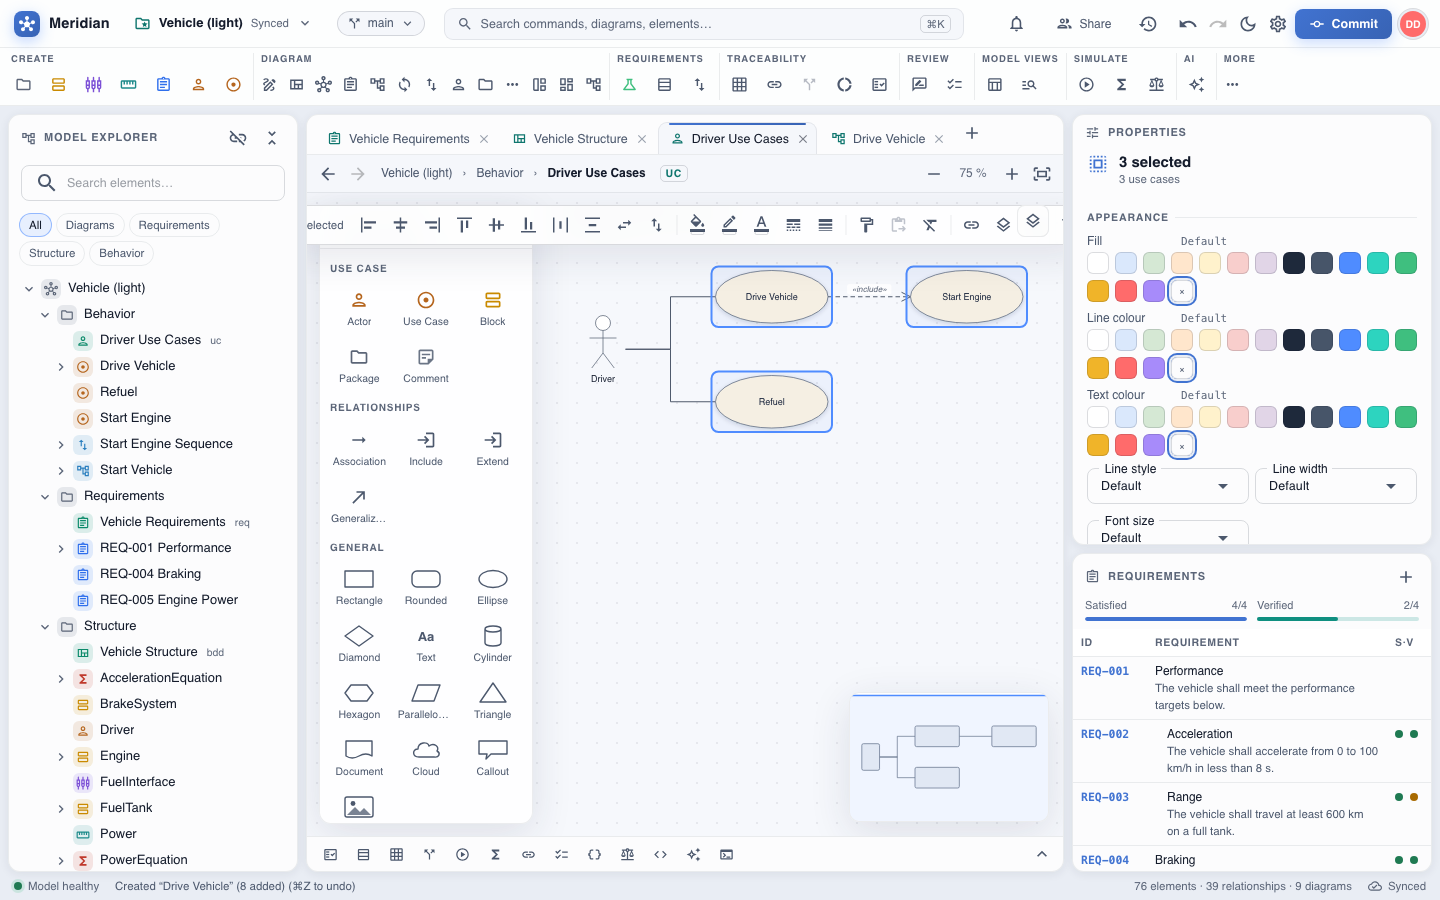 Meridian
Vehicle (light) Synced
main
Search commands, diagrams, elements…
⌘K
Share
Commit
DD
CREATE
DIAGRAM
REQUIREMENTS
TRACEABILITY
REVIEW
MODEL VIEWS
SIMULATE
AI
MORE
MODEL EXPLORER
Search elements…
All
Diagrams
Requirements
Structure
Behavior
Vehicle (light)
Behavior
Driver Use Cases uc
Drive Vehicle
Refuel
Start Engine
Start Engine Sequence
Start Vehicle
Requirements
Vehicle Requirements req
REQ-001 Performance
REQ-004 Braking
REQ-005 Engine Power
Structure
Vehicle Structure bdd
AccelerationEquation
BrakeSystem
Driver
Engine
FuelInterface
FuelTank
Power
PowerEquation
Vehicle Requirements
Vehicle Structure
Driver Use Cases
Drive Vehicle
Vehicle (light) › Behavior › Driver Use Cases UC
75 %
elected
USE CASE
Actor
Use Case
Block
Package
Comment
RELATIONSHIPS
Association
Include
Extend
Generaliz…
GENERAL
Rectangle
Rounded
Ellipse
Diamond
Aa
Text
Cylinder
Hexagon
Parallelo…
Triangle
Document
Cloud
Callout
Driver
Drive Vehicle
«include»
Start Engine
Refuel
PROPERTIES
3 selected
3 use cases
APPEARANCE
Fill Default
×
Line colour Default
×
Text colour Default
×
Line style
Default
Line width
Default
Font size
Default
REQUIREMENTS
Satisfied 4/4
Verified 2/4
ID REQUIREMENT S·V
REQ-001 Performance
The vehicle shall meet the performance
targets below.
REQ-002 Acceleration
The vehicle shall accelerate from 0 to 100
km/h in less than 8 s.
REQ-003 Range
The vehicle shall travel at least 600 km
on a full tank.
REQ-004 Braking
Model healthy
Created “Drive Vehicle” (8 added) (⌘Z to undo)
76 elements · 39 relationships · 9 diagrams
Synced